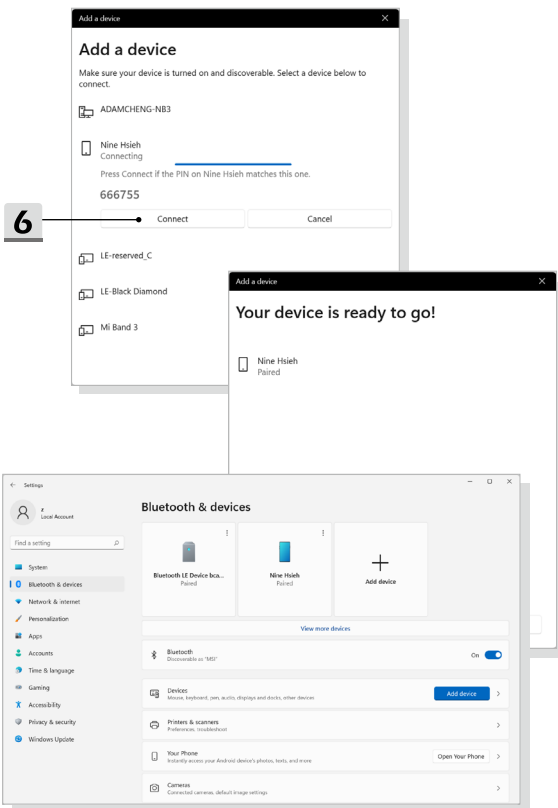 Add a device
Add a device
Make sure your device is turned on and discoverable. Select a device below to
connect.
ADAMCHENG-NB3
Nine Hsieh
Connecting
Press Connect if the PIN on Nine Hsieh matches this one.
666755
6
Connect
Cancel
LE-reserved_C
LE-Black Diamond
Mi Band 3
Add a device
Your device is ready to go!
Nine Hsieh
Paired
Settings
Local Account
Find a setting
System
Bluetooth & devices
Network & internet
Personalization
Apps
Accounts
Time & language
Gaming
Accessibility
Privacy & security
Windows Update
Bluetooth & devices
Bluetooth LE Device bca...
Paired
Nine Hsieh
Paired
Add device
View more devices
Bluetooth
Discoverable as "MSI"
On
Devices
Mouse, keyboard, pen, audio, displays and docks, other devices
Add device
Printers & scanners
Preferences, troubleshoot
Your Phone
Instantly access your Android device's photos, texts, and more
Open Your Phone
Cameras
Connected cameras, default image settings